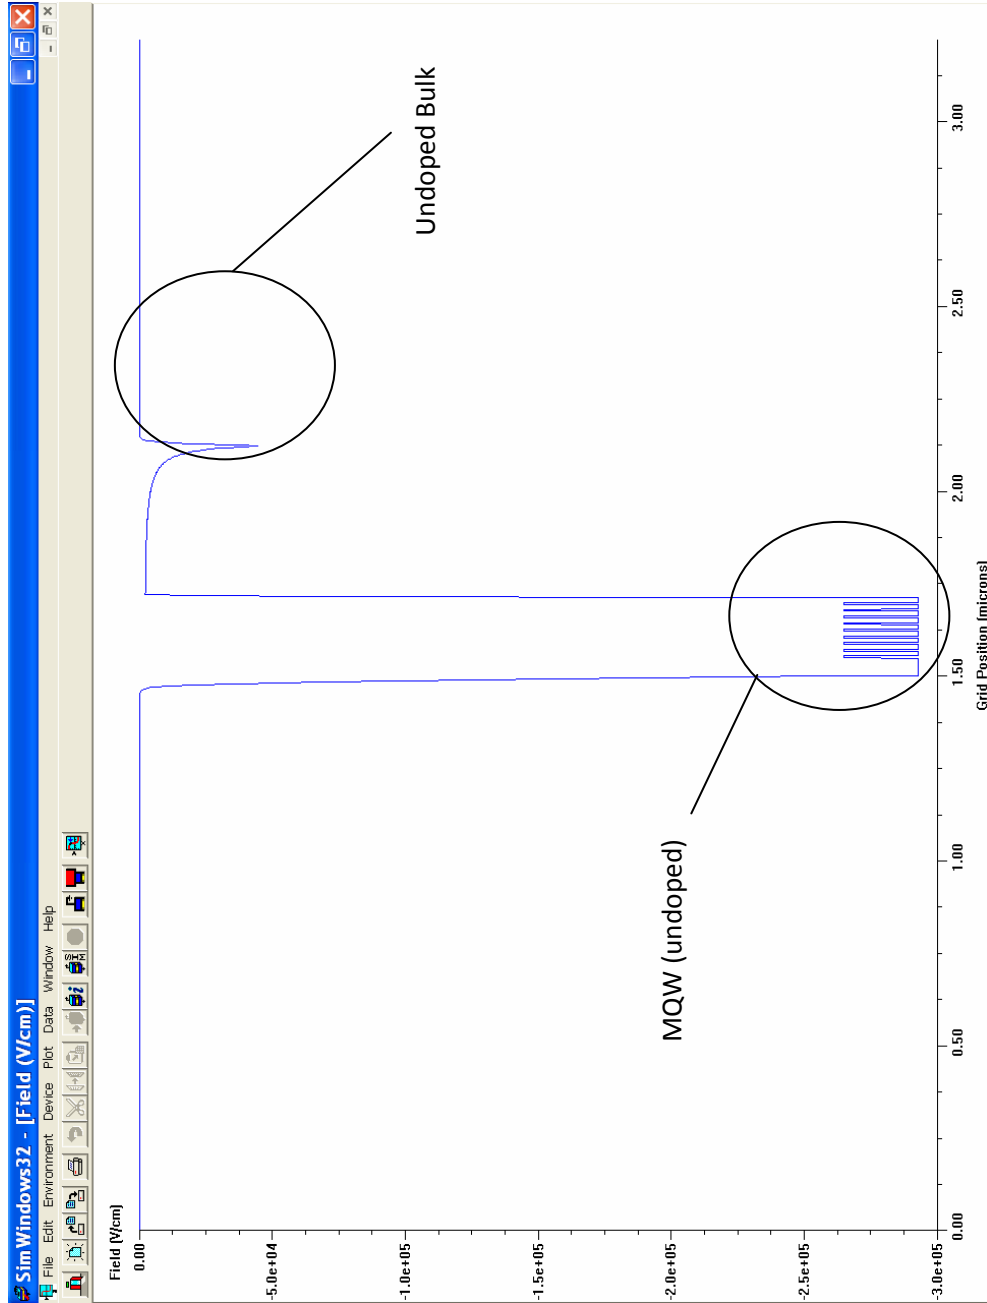 SimWindows32 - [Field (V/cm)]
File Edit Environment Device Plot Data Window Help
Field (V/cm)
0.00
-5.0e+04
-1.0e+05
-1.5e+05
-2.0e+05
-2.5e+05
-3.0e+05
0.00 0.50 1.00 1.50 2.00 2.50 3.00
Grid Position (microns)
MQW (undoped)
Undoped Bulk